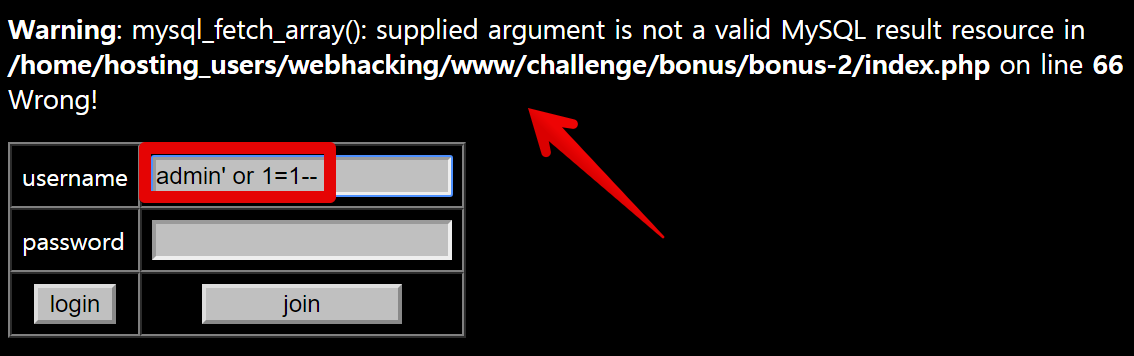 Warning: mysql_fetch_array(): supplied argument is not a valid MySQL result resource in
/home/hosting_users/webhacking/www/challenge/bonus/bonus-2/index.php on line 66
Wrong!
username admin' or 1=1--
password
login join